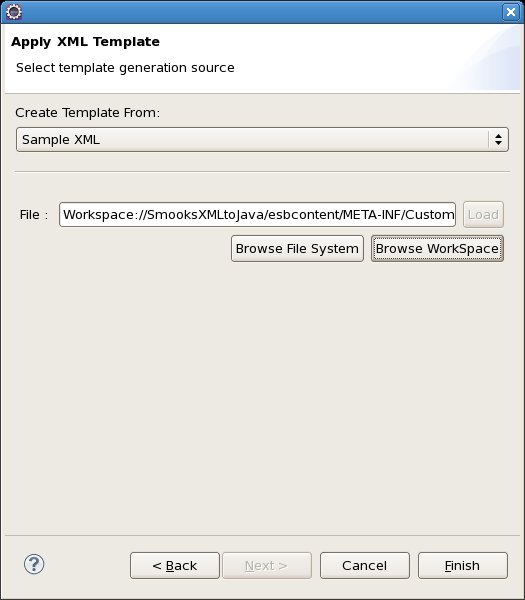 Apply XML Template
Select template generation source
Create Template From:
Sample XML
File : Workspace://SmooksXMLtoJava/esbcontent/META-INF/Custom Load
Browse File System Browse WorkSpace
? < Back Next > Cancel Finish